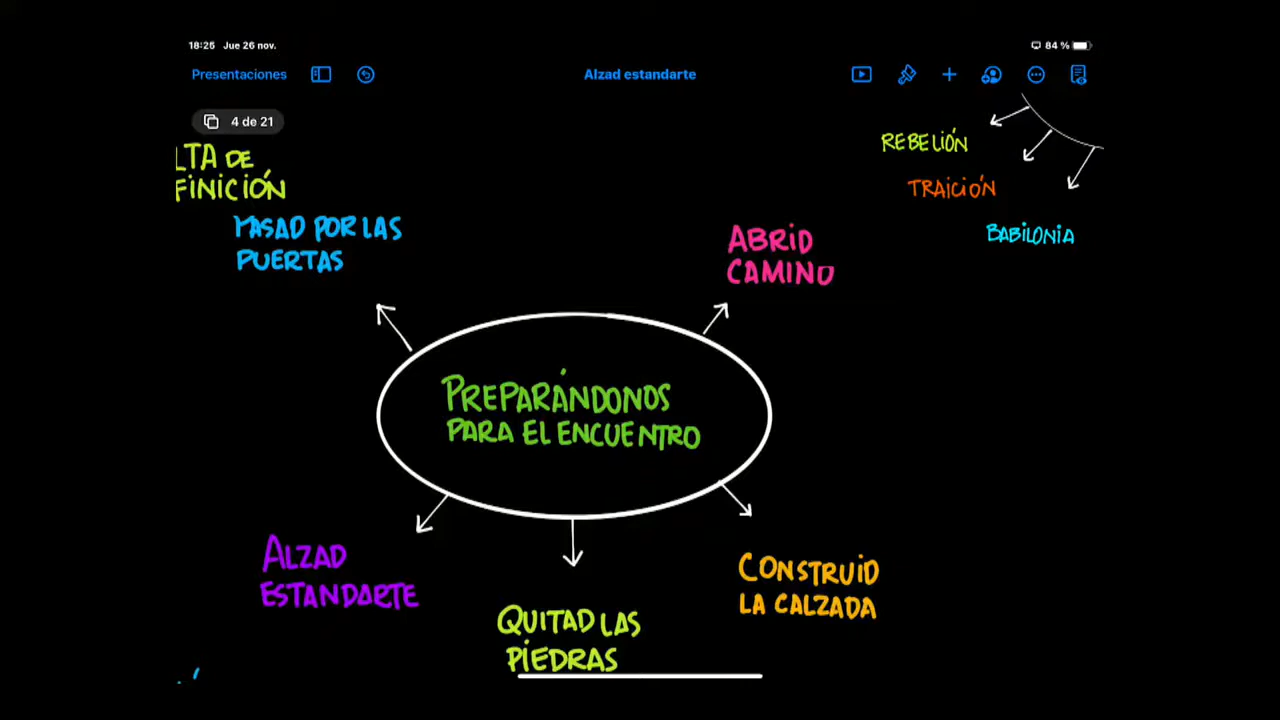 18:26 Jue 26 nov.
84 %
Presentaciones
Alzad estandarte
4 de 21
LTA DE
FINICIÓN
PASAD POR LAS
PUERTAS
ABRID
CAMINO
REBELIÓN
TRAICIÓN
BABILONIA
PREPARÁNDONOS
PARA EL ENCUENTRO
ALZAD
ESTANDARTE
QUITAD LAS
PIEDRAS
CONSTRUID
LA CALZADA